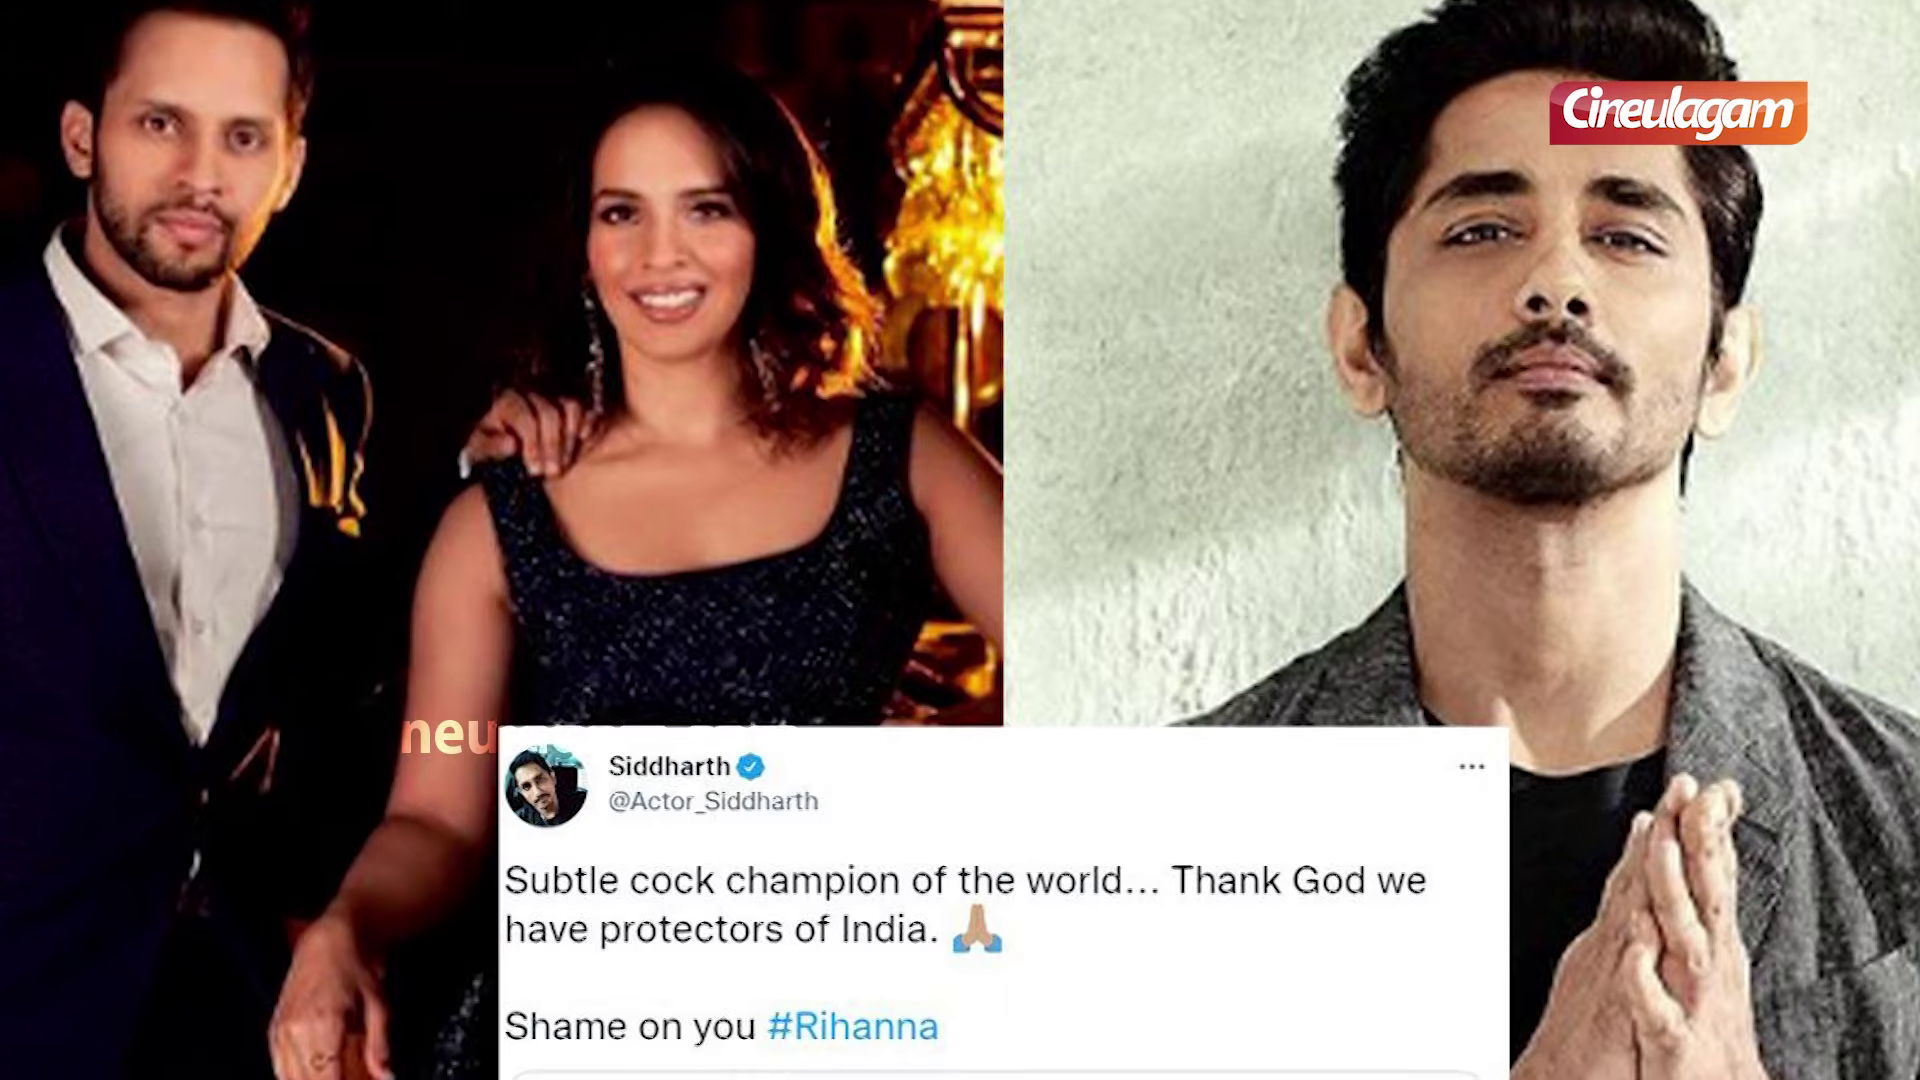 Cineulagam
neu
Siddharth
@Actor_Siddharth
Subtle cock champion of the world... Thank God we
have protectors of India. 🙏🏽
Shame on you #Rihanna